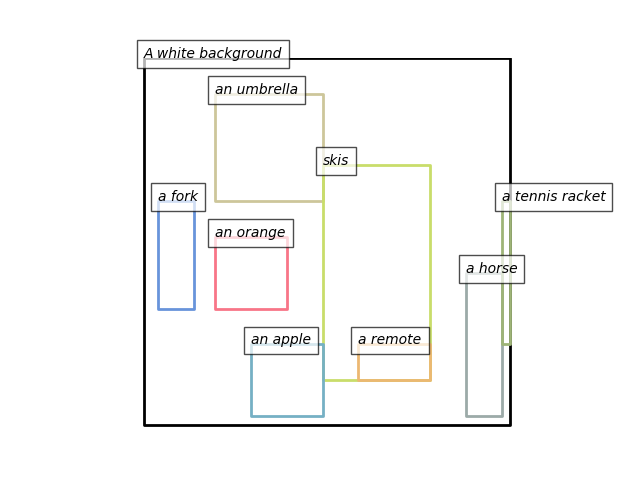 A white background
an umbrella
skis
a fork
a tennis racket
an orange
a horse
an apple
a remote